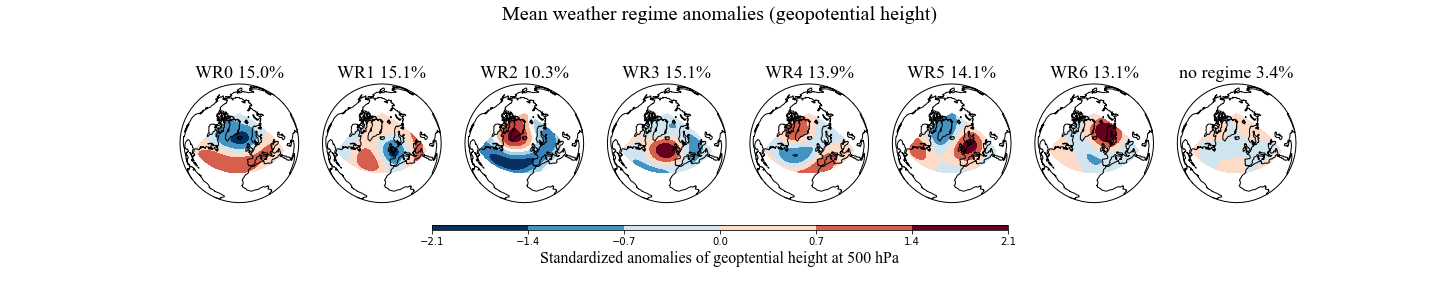 Mean weather regime anomalies (geopotential height)
WR0 15.0% WR1 15.1% WR2 10.3% WR3 15.1% WR4 13.9% WR5 14.1% WR6 13.1% no regime 3.4%
−2.1 −1.4 −0.7 0.0 0.7 1.4 2.1
Standardized anomalies of geoptential height at 500 hPa